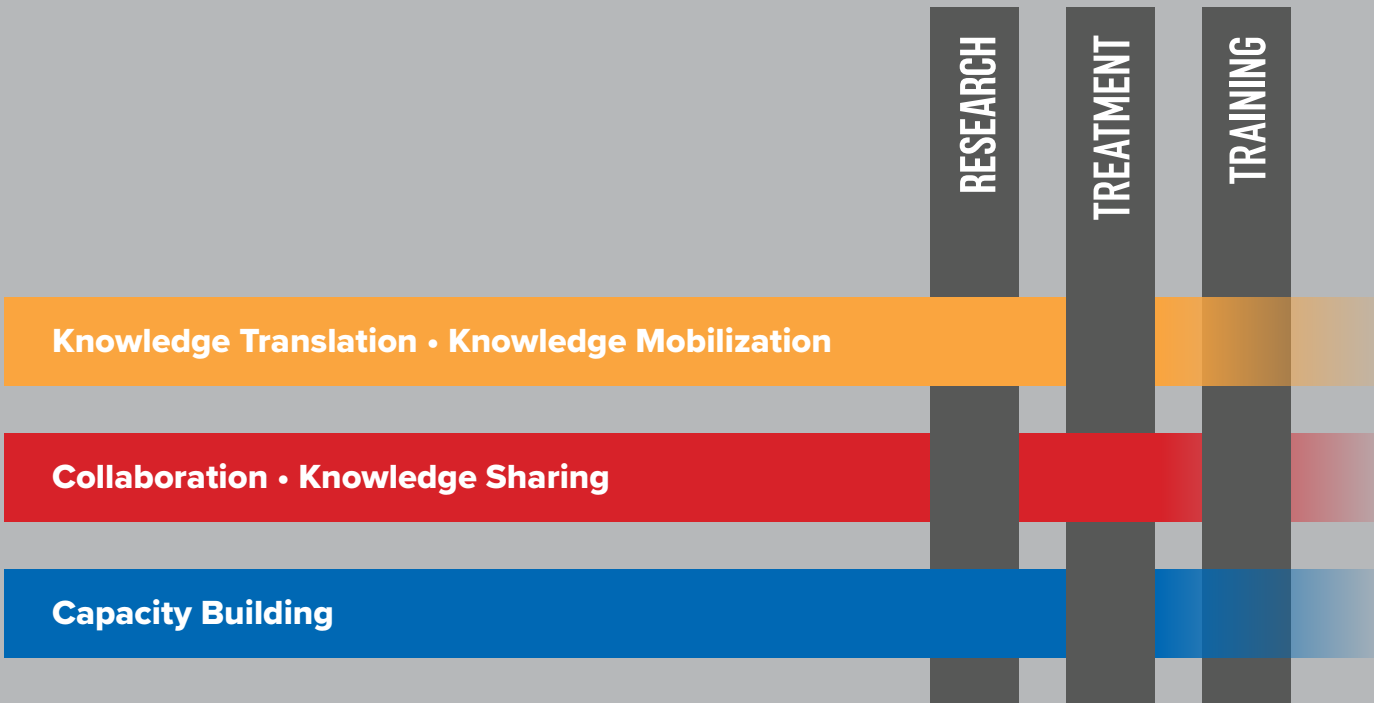 RESEARCH
TREATMENT
TRAINING
Knowledge Translation • Knowledge Mobilization
Collaboration • Knowledge Sharing
Capacity Building